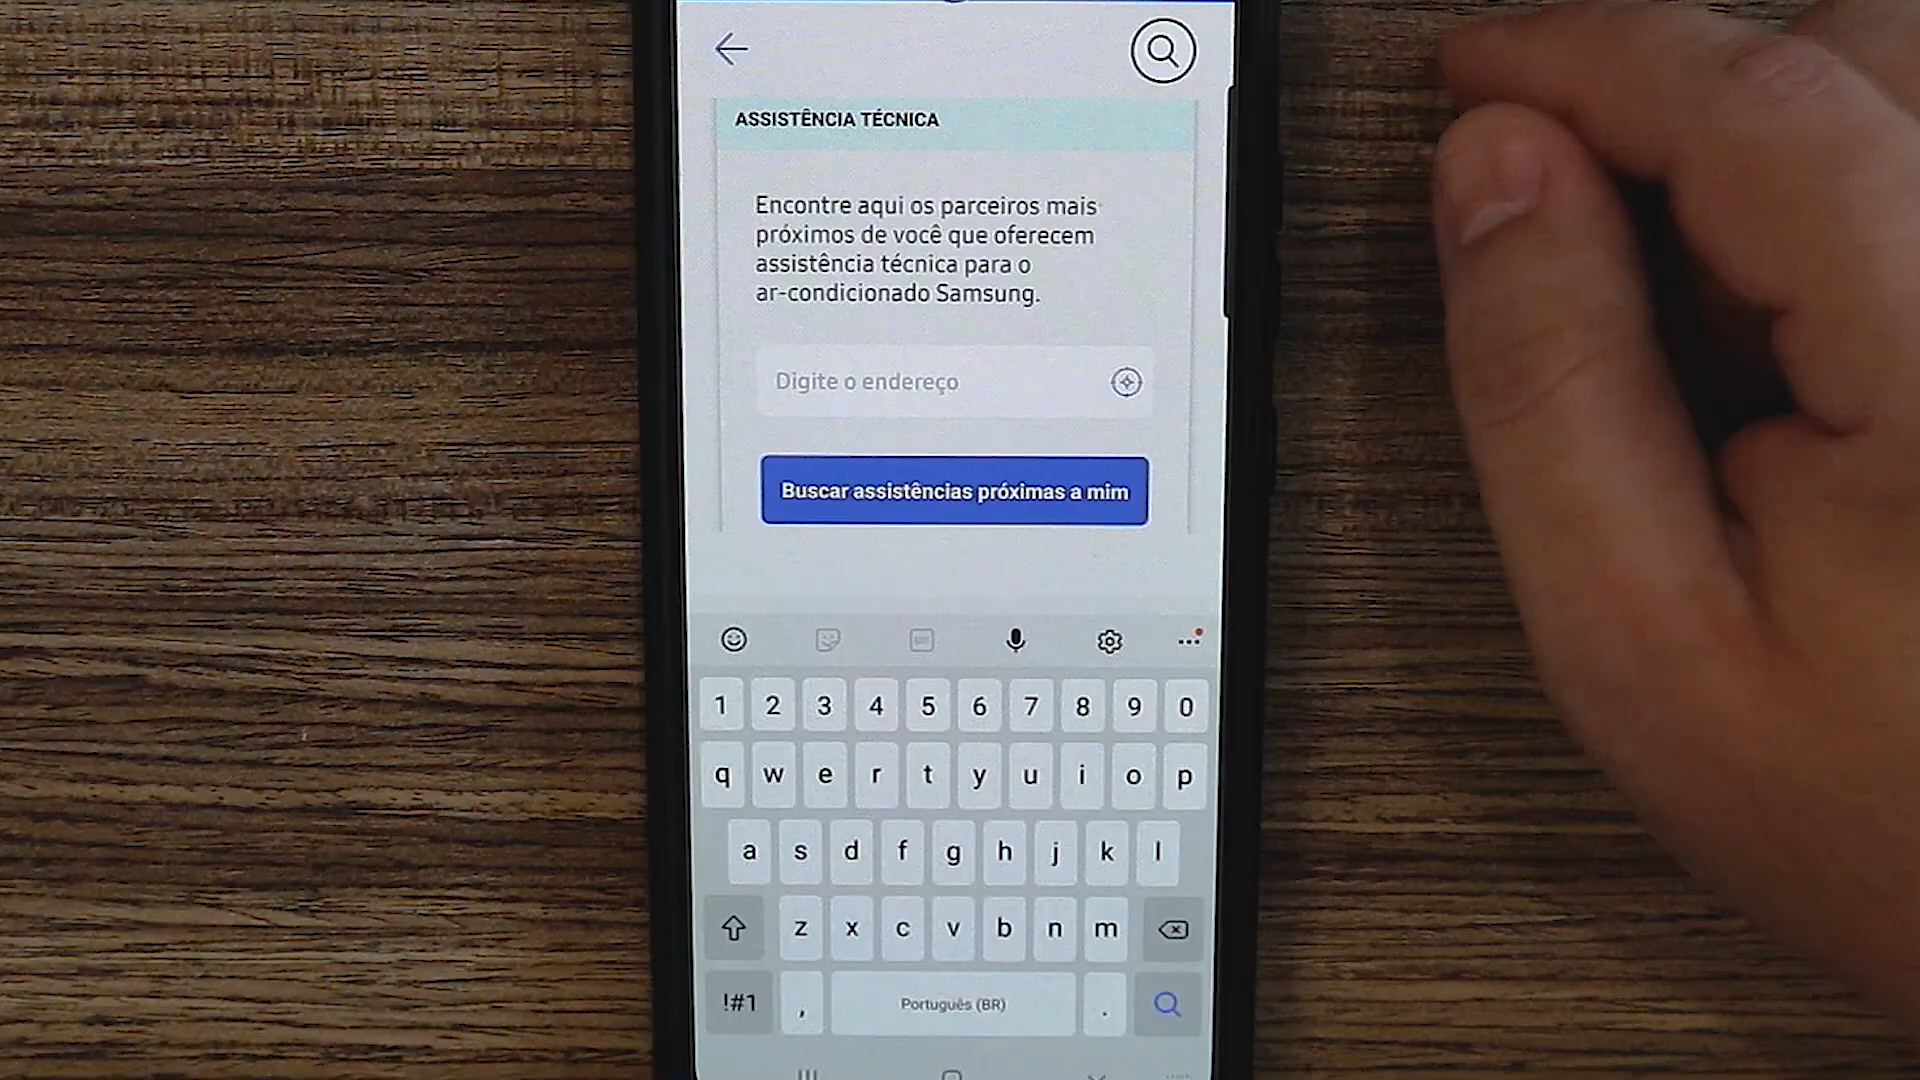 ASSISTÊNCIA TÉCNICA
Encontre aqui os parceiros mais
próximos de você que oferecem
assistência técnica para o
ar-condicionado Samsung.
Digite o endereço
Buscar assistências próximas a mim
1 2 3 4 5 6 7 8 9 0
q w e r t y u i o p
a s d f g h j k l
z x c v b n m
!#1 , Português (BR) .